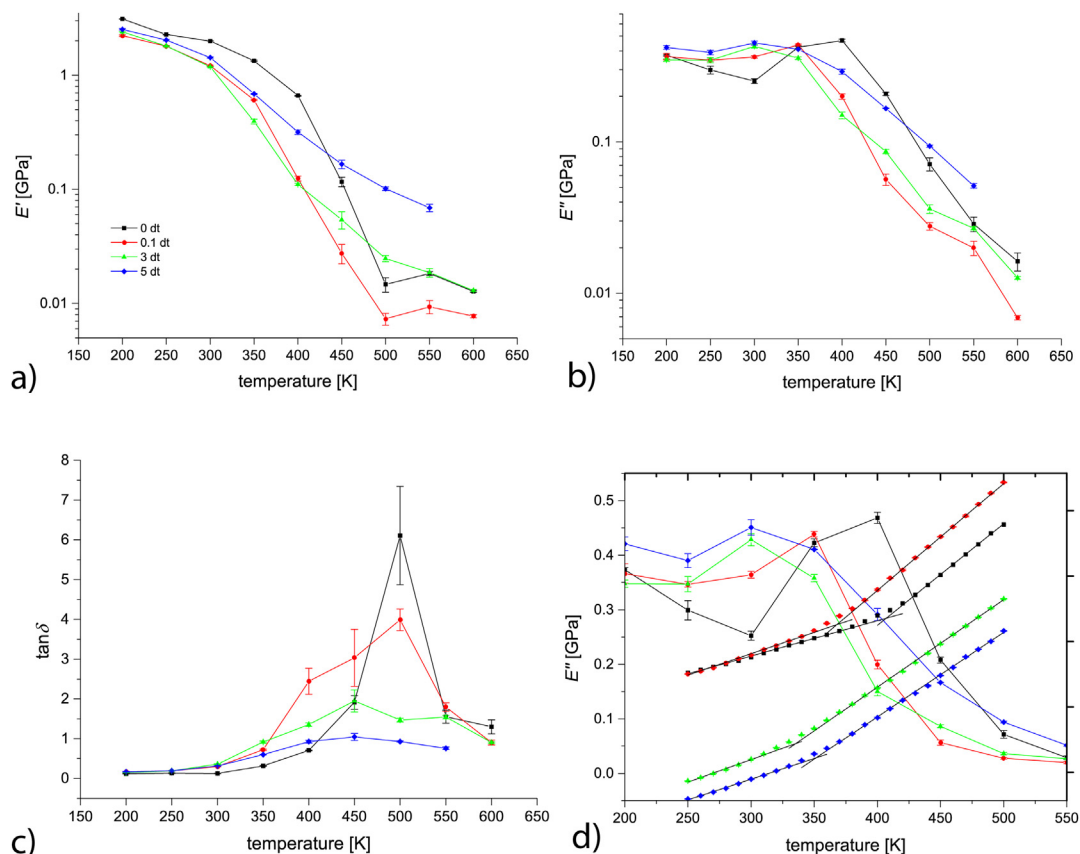 1
0.1
0.01
E′ [GPa]
0 dt
0.1 dt
3 dt
5 dt
150 200 250 300 350 400 450 500 550 600 650
temperature [K]
a)
0.1
0.01
E″ [GPa]
150 200 250 300 350 400 450 500 550 600 650
temperature [K]
b)
8
7
6
5
4
3
2
1
0
tanδ
150 200 250 300 350 400 450 500 550 600 650
temperature [K]
c)
0.5
0.4
0.3
0.2
0.1
0.0
E″ [GPa]
200 250 300 350 400 450 500 550
temperature [K]
d)